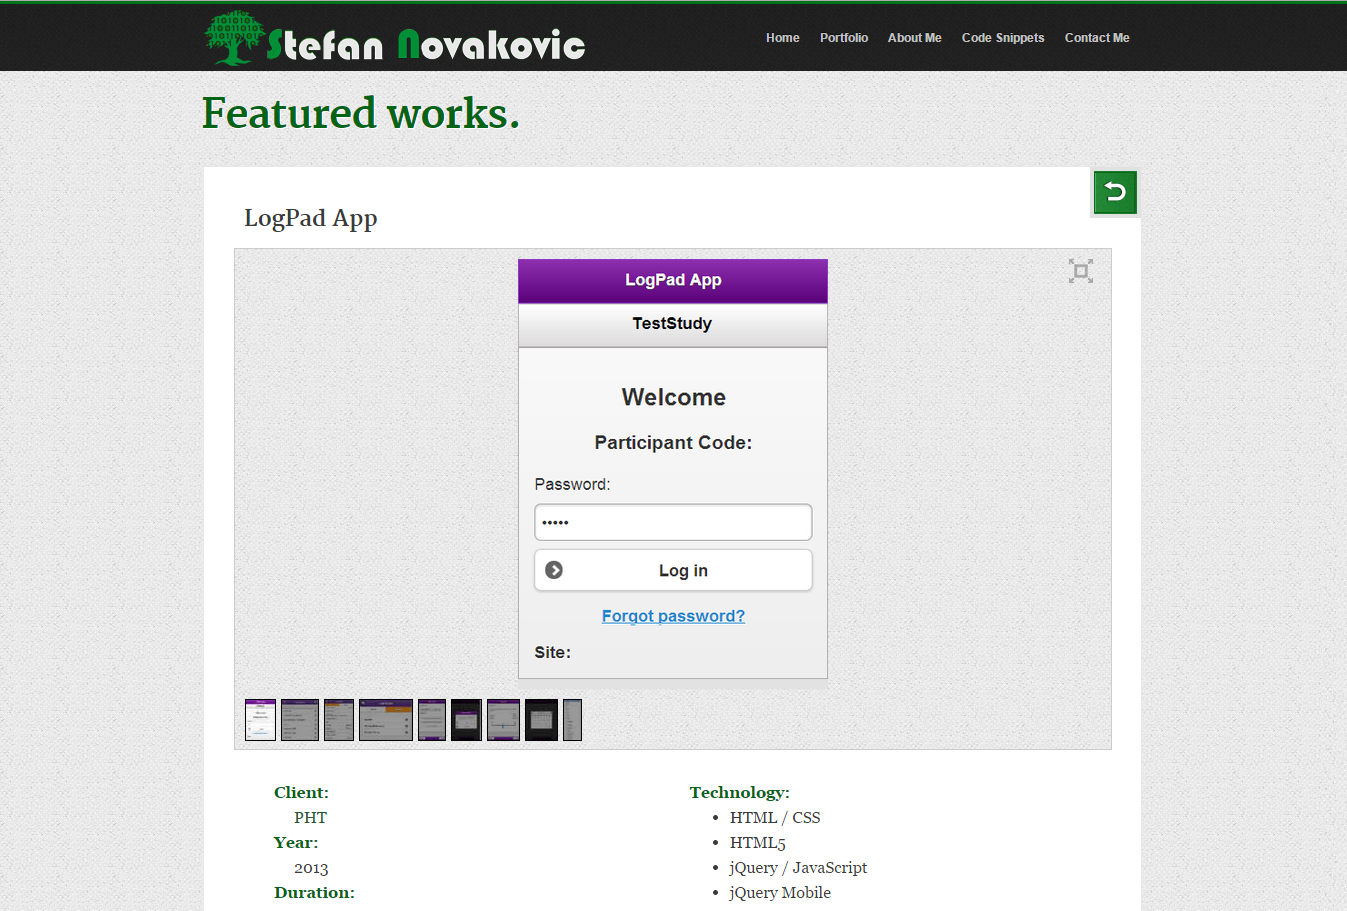 Stefan Novakovic
Home Portfolio About Me Code Snippets Contact Me
Featured works.
LogPad App
LogPad App
TestStudy
Welcome
Participant Code:
Password:
•••••
Log in
Forgot password?
Site:
Client:
PHT
Year:
2013
Duration:
Technology:
• HTML / CSS
• HTML5
• jQuery / JavaScript
• jQuery Mobile